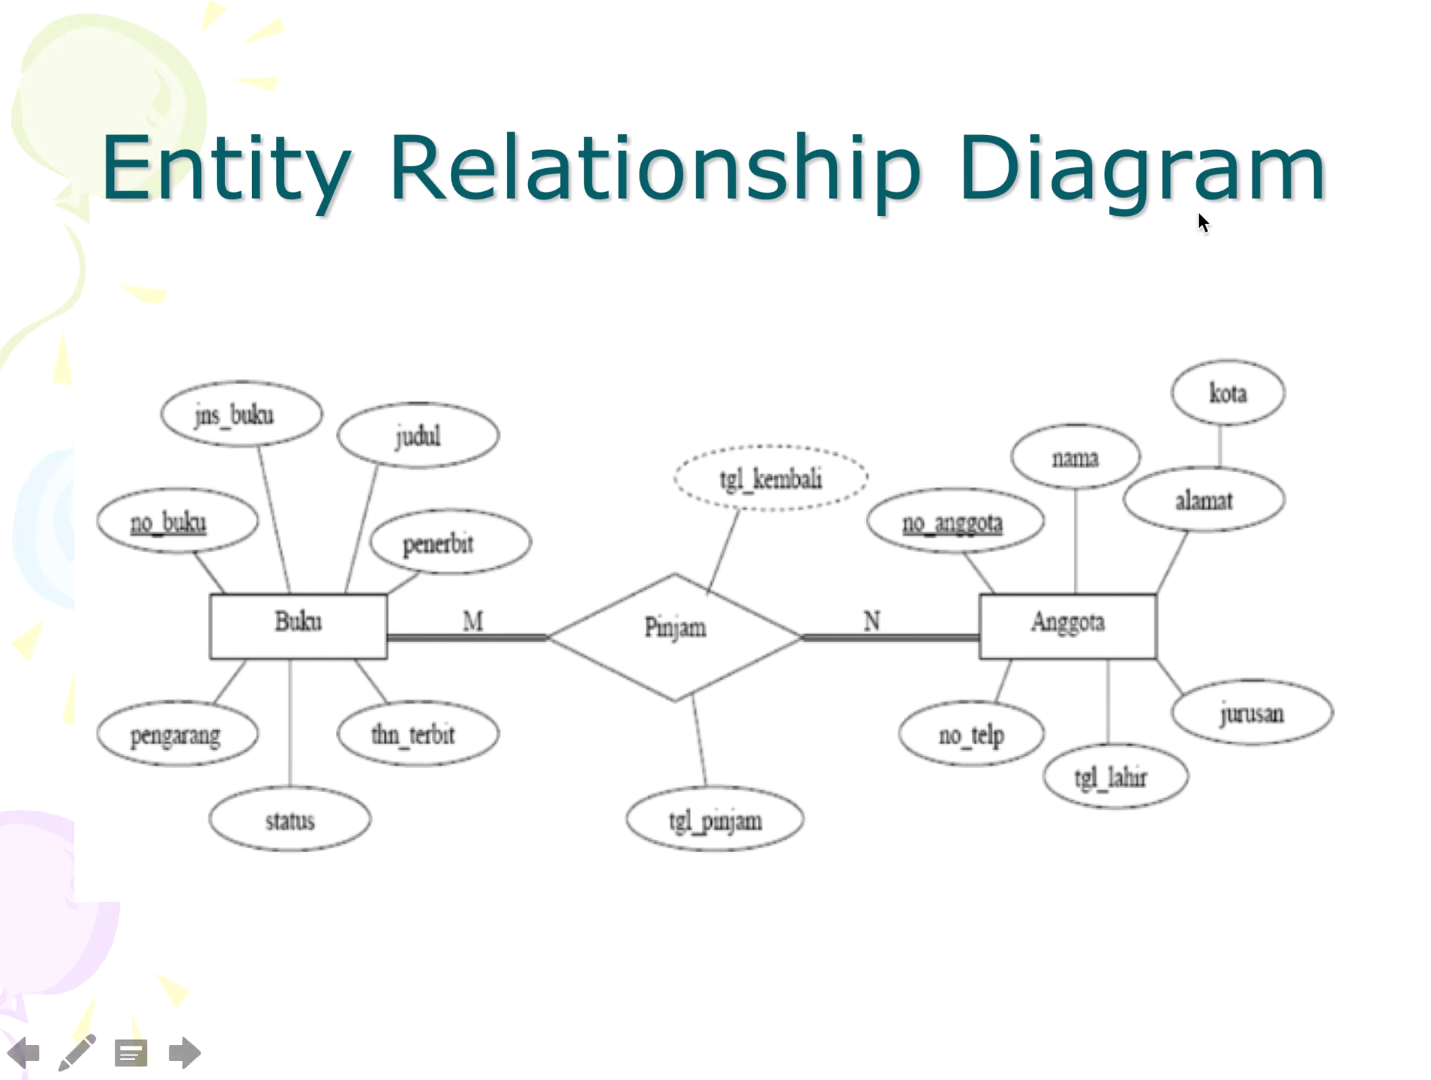 Entity Relationship Diagram
kota
jns_buku
judul
nama
tgl_kembali
alamat
no_buku
penerbit
no_anggota
Buku
M
Pinjam
N
Anggota
pengarang
thn_terbit
no_telp
jurusan
tgl_lahir
status
tgl_pinjam